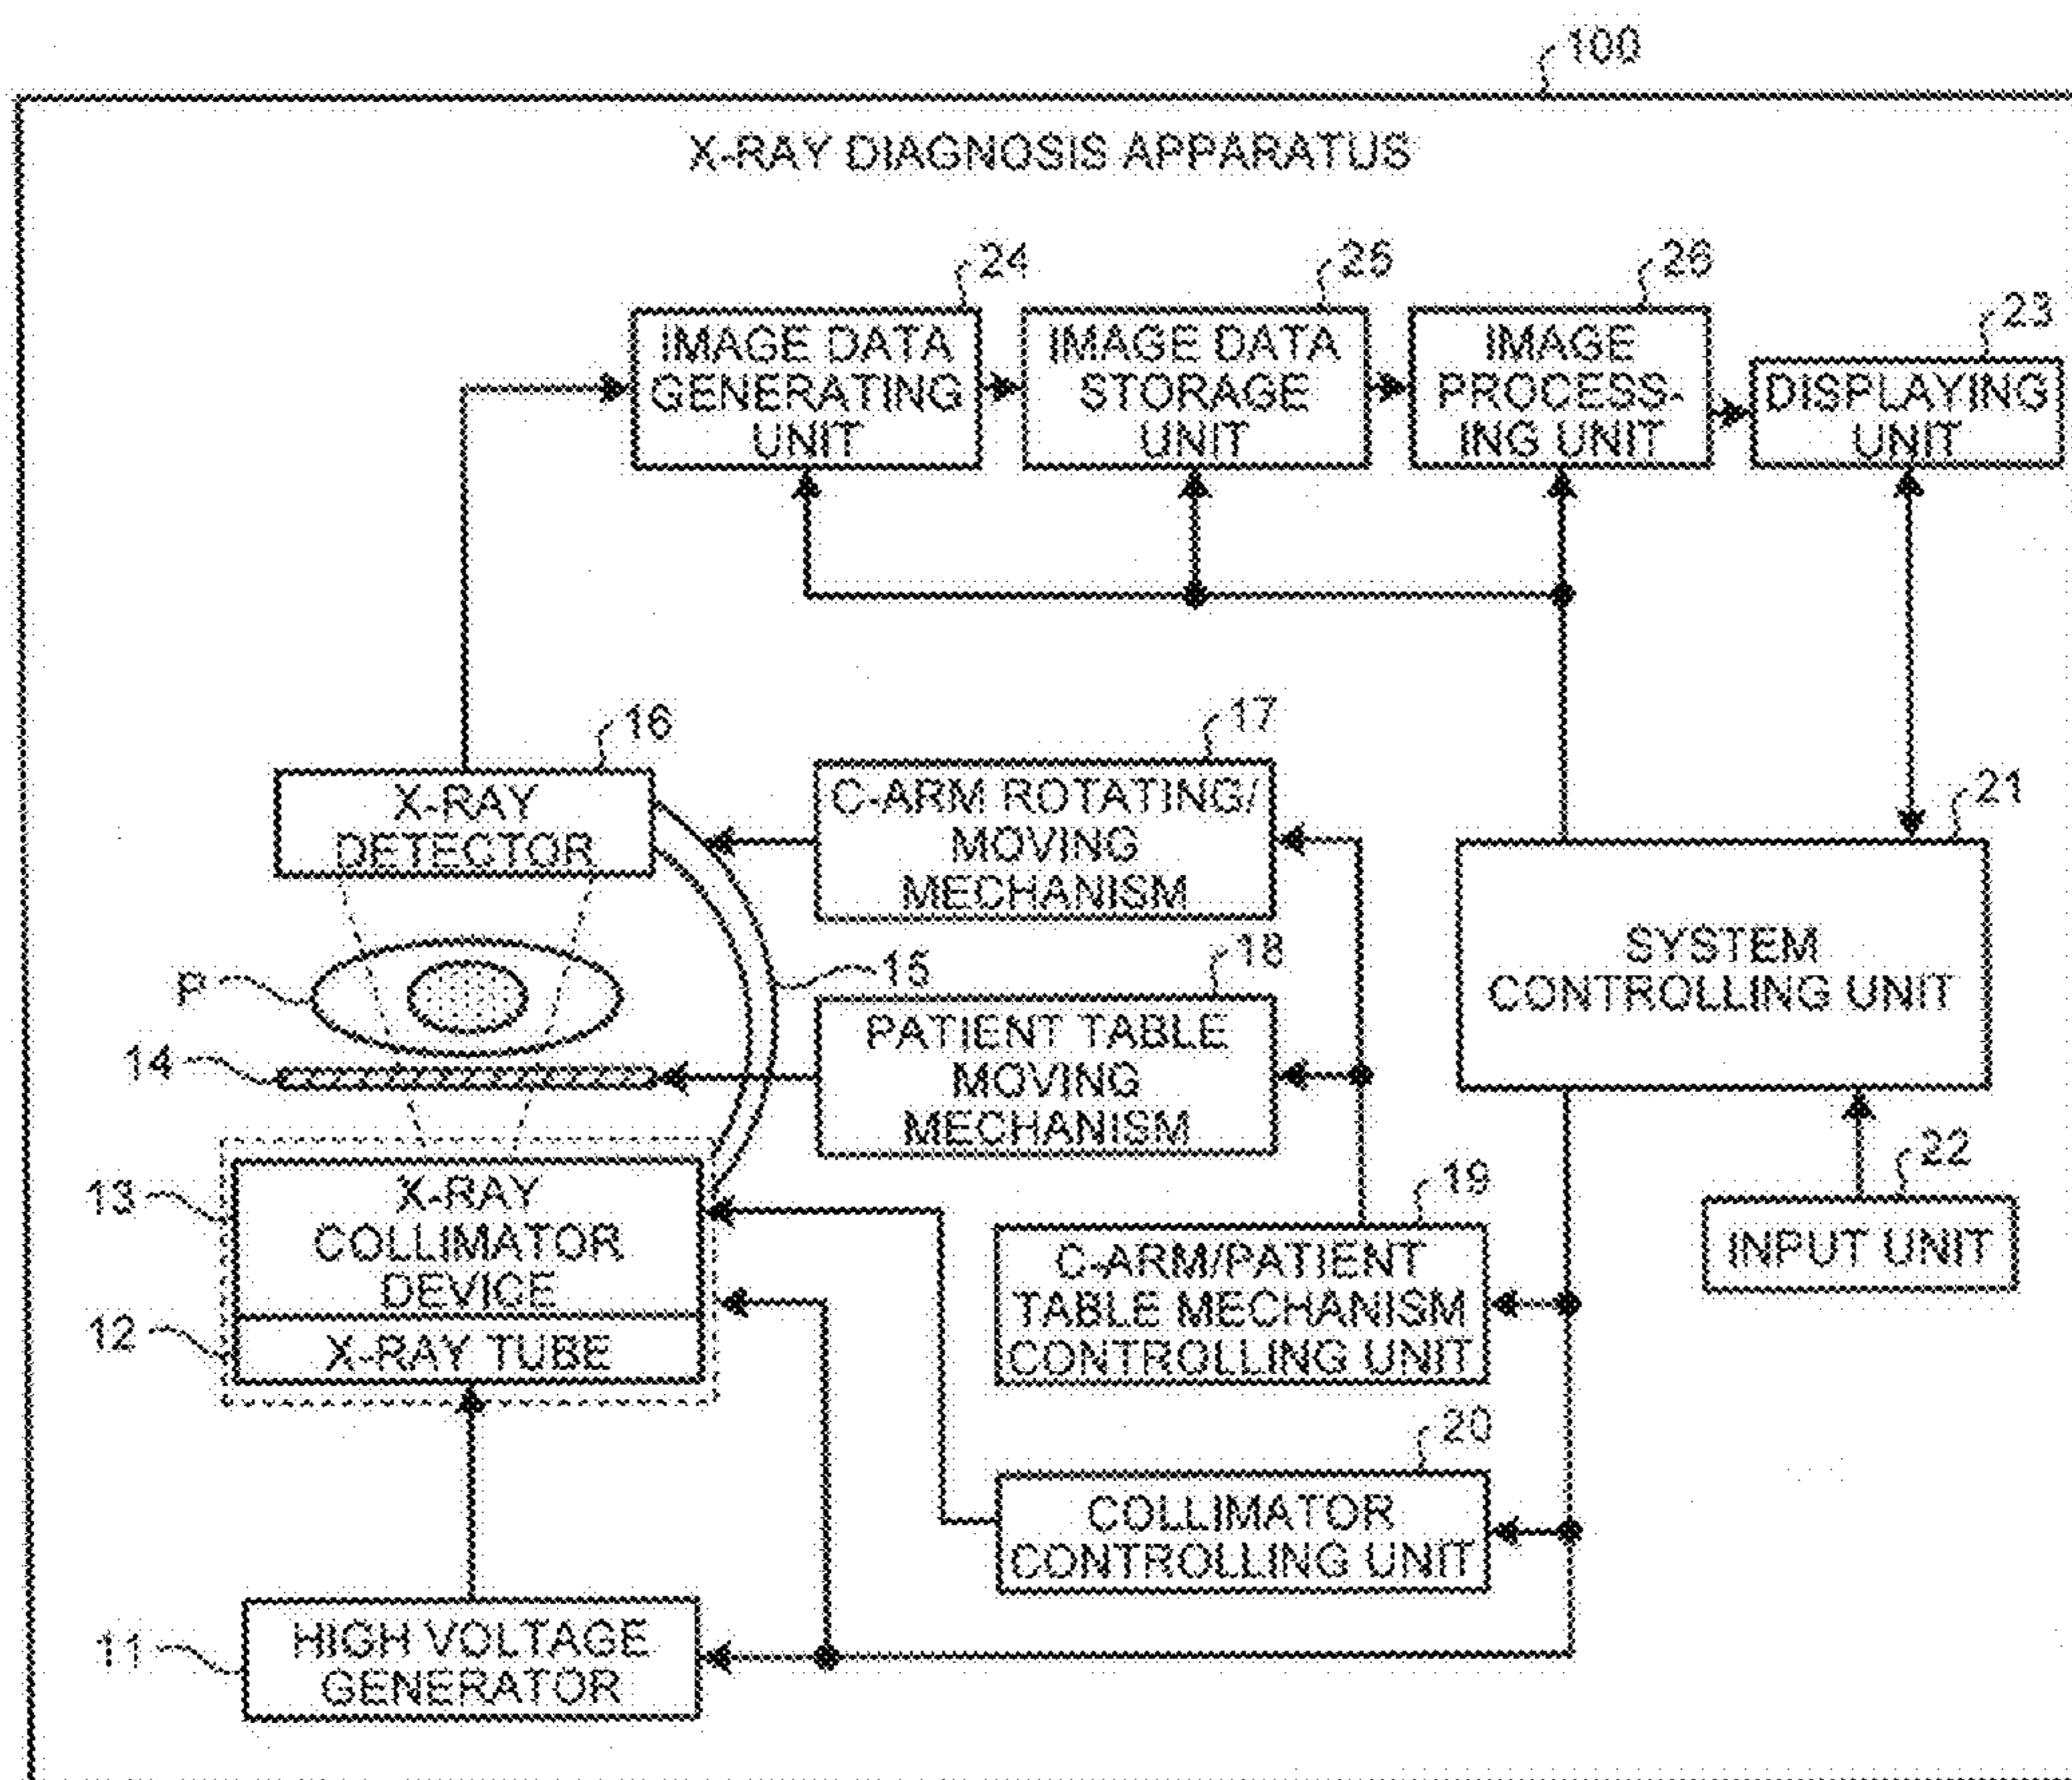 100
X-RAY DIAGNOSIS APPARATUS
24
25
26
23
IMAGE DATA
GENERATING
UNIT
IMAGE DATA
STORAGE
UNIT
IMAGE
PROCESS-
ING UNIT
DISPLAYING
UNIT
16
17
21
X-RAY
DETECTOR
C-ARM ROTATING/
MOVING
MECHANISM
SYSTEM
CONTROLLING UNIT
P
15
18
14
PATIENT TABLE
MOVING
MECHANISM
13
X-RAY
COLLIMATOR
DEVICE
19
22
INPUT UNIT
12
X-RAY TUBE
C-ARM/PATIENT
TABLE MECHANISM
CONTROLLING UNIT
20
COLLIMATOR
CONTROLLING UNIT
11
HIGH VOLTAGE
GENERATOR